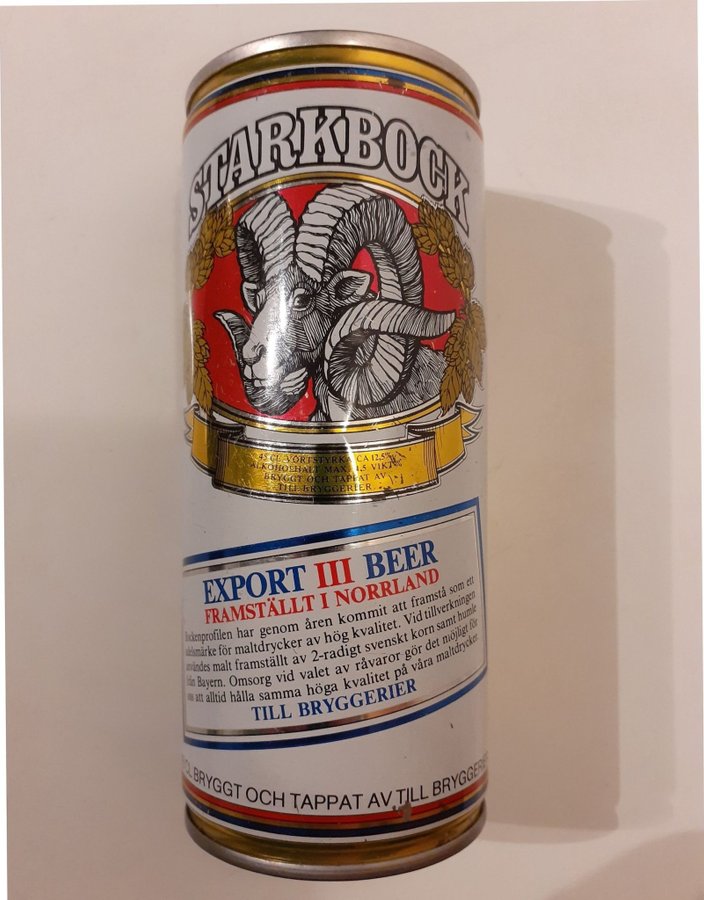 STARKBOCK
45 CL VÖRTSTYRKA CA 12,5%
ALKOHOLHALT MAX. 4,5 VIKT%
BRYGGT OCH TAPPAT AV
TILL BRYGGERIER
EXPORT III BEER
FRAMSTÄLLT I NORRLAND
Bockenprofilen har genom åren kommit att framstå som ett
adelsmärke för maltdrycker av hög kvalitet. Vid tillverkningen
användes malt framställt av 2-radigt svenskt korn samt humle
från Bayern. Omsorg vid valet av råvaror gör det möjligt för
oss att alltid hålla samma höga kvalitet på våra maltdrycker.
TILL BRYGGERIER
CL BRYGGT OCH TAPPAT AV TILL BRYGGERIE